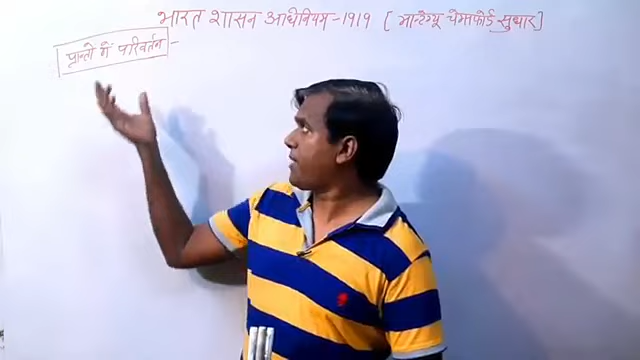 भारत शासन अधिनियम-1919 [ मान्टेग्यू चेम्सफोर्ड सुधार]
प्रान्तो में परिवर्तन -